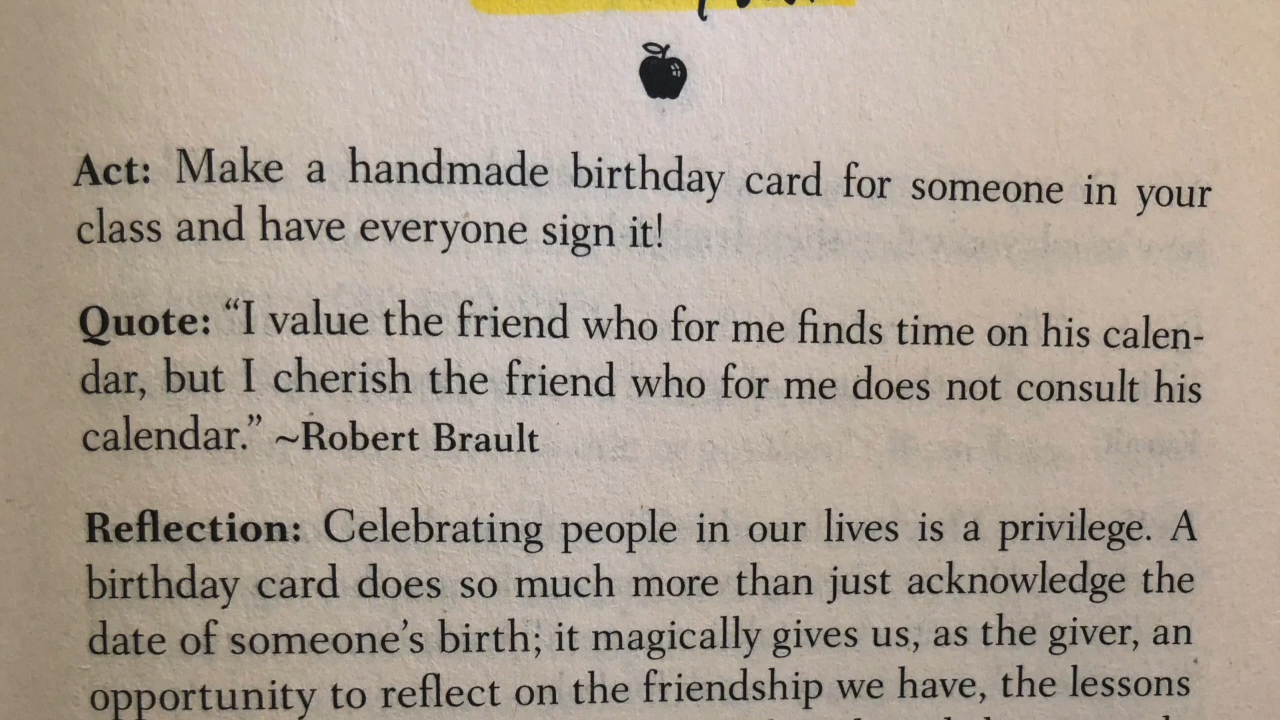 Act: Make a handmade birthday card for someone in your
class and have everyone sign it!
Quote: “I value the friend who for me finds time on his calen-
dar, but I cherish the friend who for me does not consult his
calendar.” ~Robert Brault
Reflection: Celebrating people in our lives is a privilege. A
birthday card does so much more than just acknowledge the
date of someone’s birth; it magically gives us, as the giver, an
opportunity to reflect on the friendship we have, the lessons